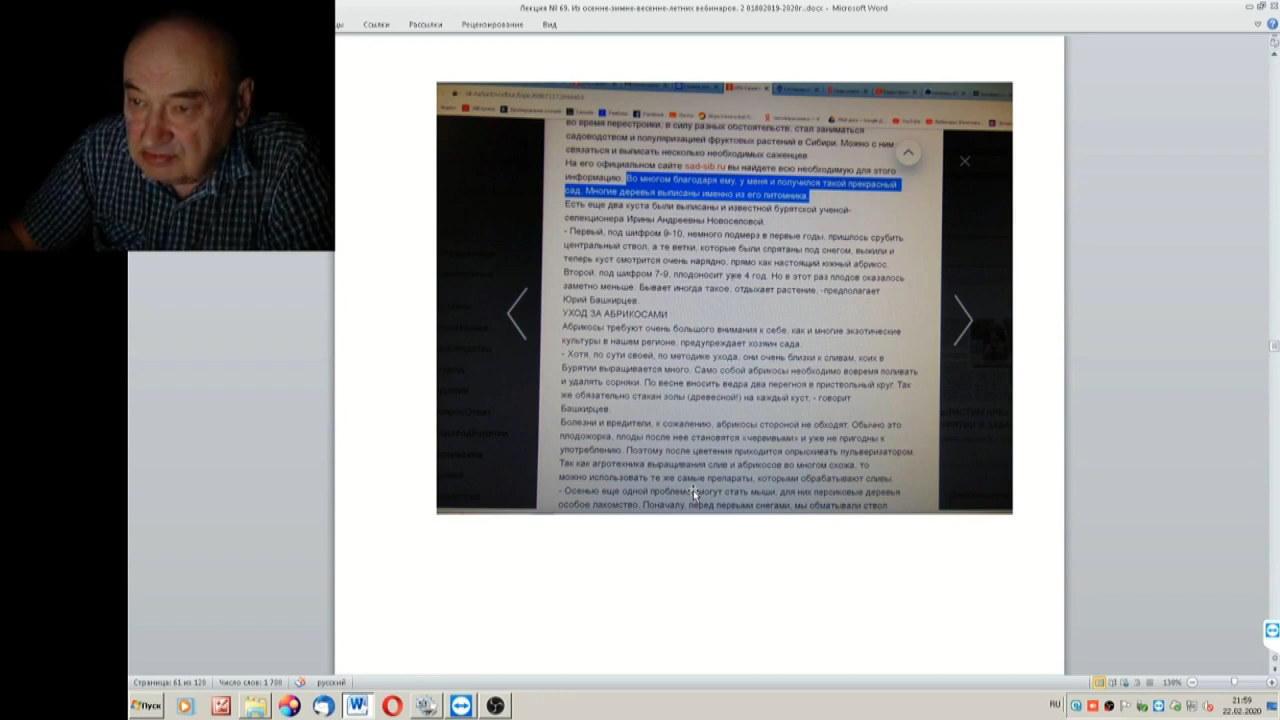 Лекция № 69. Из осенне-зимне-весенне-летних вебинаров. 2 01802019-2020г..docx - Microsoft Word
Ссылки Рассылки Рецензирование Вид
во время перестройки, в силу разных обстоятельств, стал заниматься
садоводством и популяризацией фруктовых растений в Сибири. Можно с ним
связаться и выписать несколько необходимых саженцев
На его официальном сайте sad-sib.ru вы найдете всю необходимую для этого
информацию. Во многом благодаря ему, у меня и получился такой прекрасный
сад. Многие деревья выписаны именно из его питомника.
Есть еще два куста были выписаны и известной бурятской ученой-
селекционера Ирины Андреевны Новоселовой.
- Первый, под шифром 9-10, немного подмерз в первые годы, пришлось срубить
центральный ствол, а те ветки, которые были спрятаны под снегом, выжили и
теперь куст смотрится очень нарядно, прямо как настоящий южный абрикос.
Второй, под шифром 7-9, плодоносит уже 4 год. Но в этот раз плодов оказалось
заметно меньше. Бывает иногда такое, отдыхает растение, -предполагает
Юрий Башкирцев.
УХОД ЗА АБРИКОСАМИ
Абрикосы требуют очень большого внимания к себе, как и многие экзотические
культуры в нашем регионе, предупреждает хозяин сада.
- Хотя, по сути своей, по методике ухода, они очень близки к сливам, коих в
Бурятии выращивается много. Само собой абрикосы необходимо вовремя поливать
и удалять сорняки. По весне вносить ведра два перегноя в приствольный круг. Так
же обязательно стакан золы (древесной!) на каждый куст, - говорит
Башкирцев.
Болезни и вредители, к сожалению, абрикосы стороной не обходят. Обычно это
плодожорка, плоды после нее становятся «червивыми» и уже не пригодны к
употреблению. Поэтому после цветения приходится опрыскивать пульверизатором.
Так как агротехника выращивания слив и абрикосов во многом схожа, то
можно использовать те же самые препараты, которыми обрабатывают сливы.
- Осенью еще одной проблемой могут стать мыши, для них персиковые деревья
особое лакомство. Поначалу, перед первыми снегами, мы обматывали ствол
Страница: 61 из 120 Число слов: 1 700 русский 130%
Пуск RU 21:59
22.02.2020